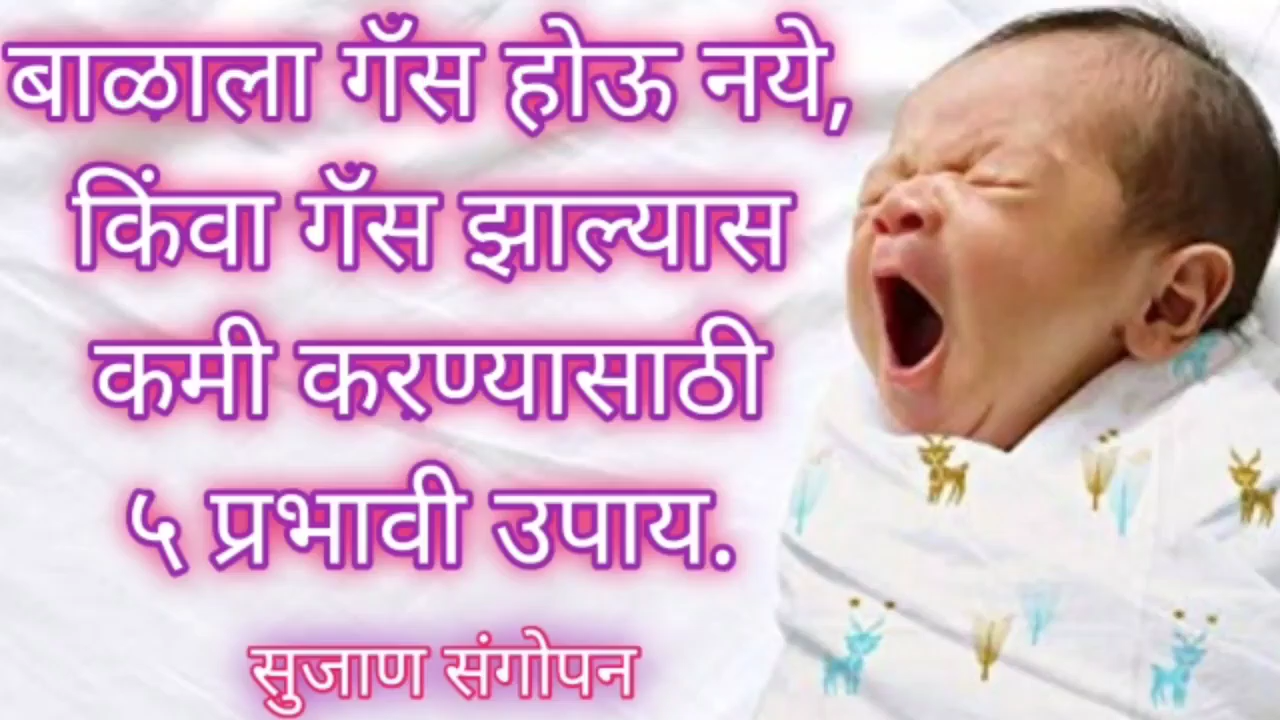 बाळाला गॅस होऊ नये,
किंवा गॅस झाल्यास
कमी करण्यासाठी
५ प्रभावी उपाय.
सुजाण संगोपन